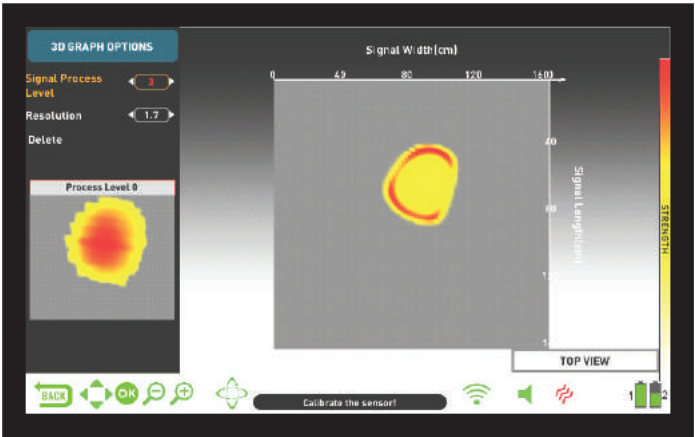 3D GRAPH OPTIONS
Signal Process
Level
3
Resolution
1.7
Delete
Process Level 0
Signal Width(cm)
0 40 80 120 160
40
80
Signal Lenght(cm)
STRENGTH
TOP VIEW
BACK
OK
Calibrate the sensor!
1
2